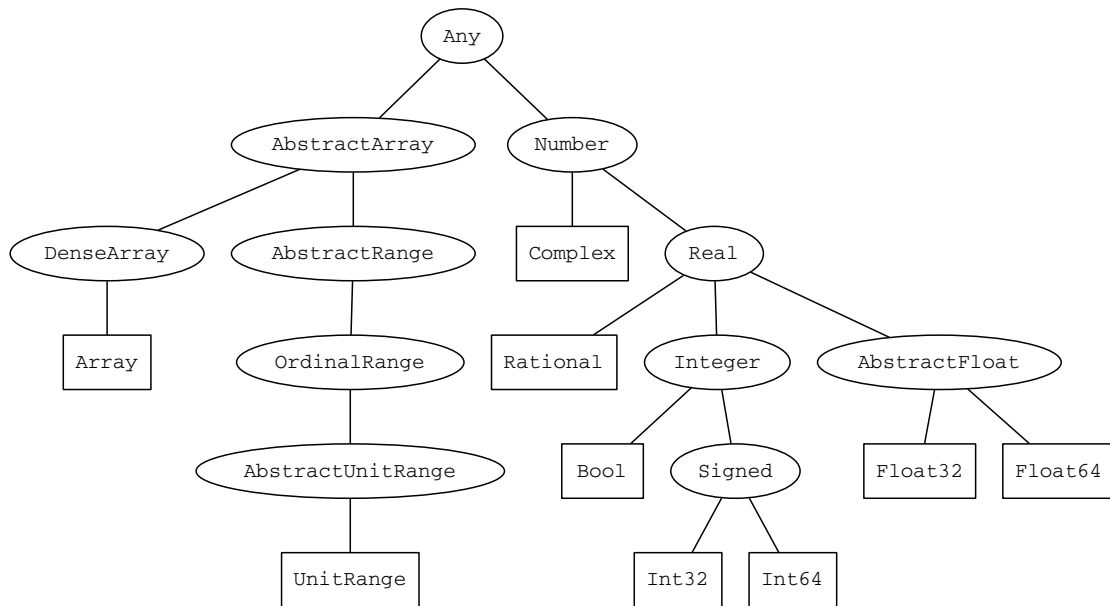 Any
AbstractArray
Number
DenseArray
AbstractRange
Complex
Real
Array
OrdinalRange
Rational
Integer
AbstractFloat
AbstractUnitRange
Bool
Signed
Float32
Float64
UnitRange
Int32
Int64